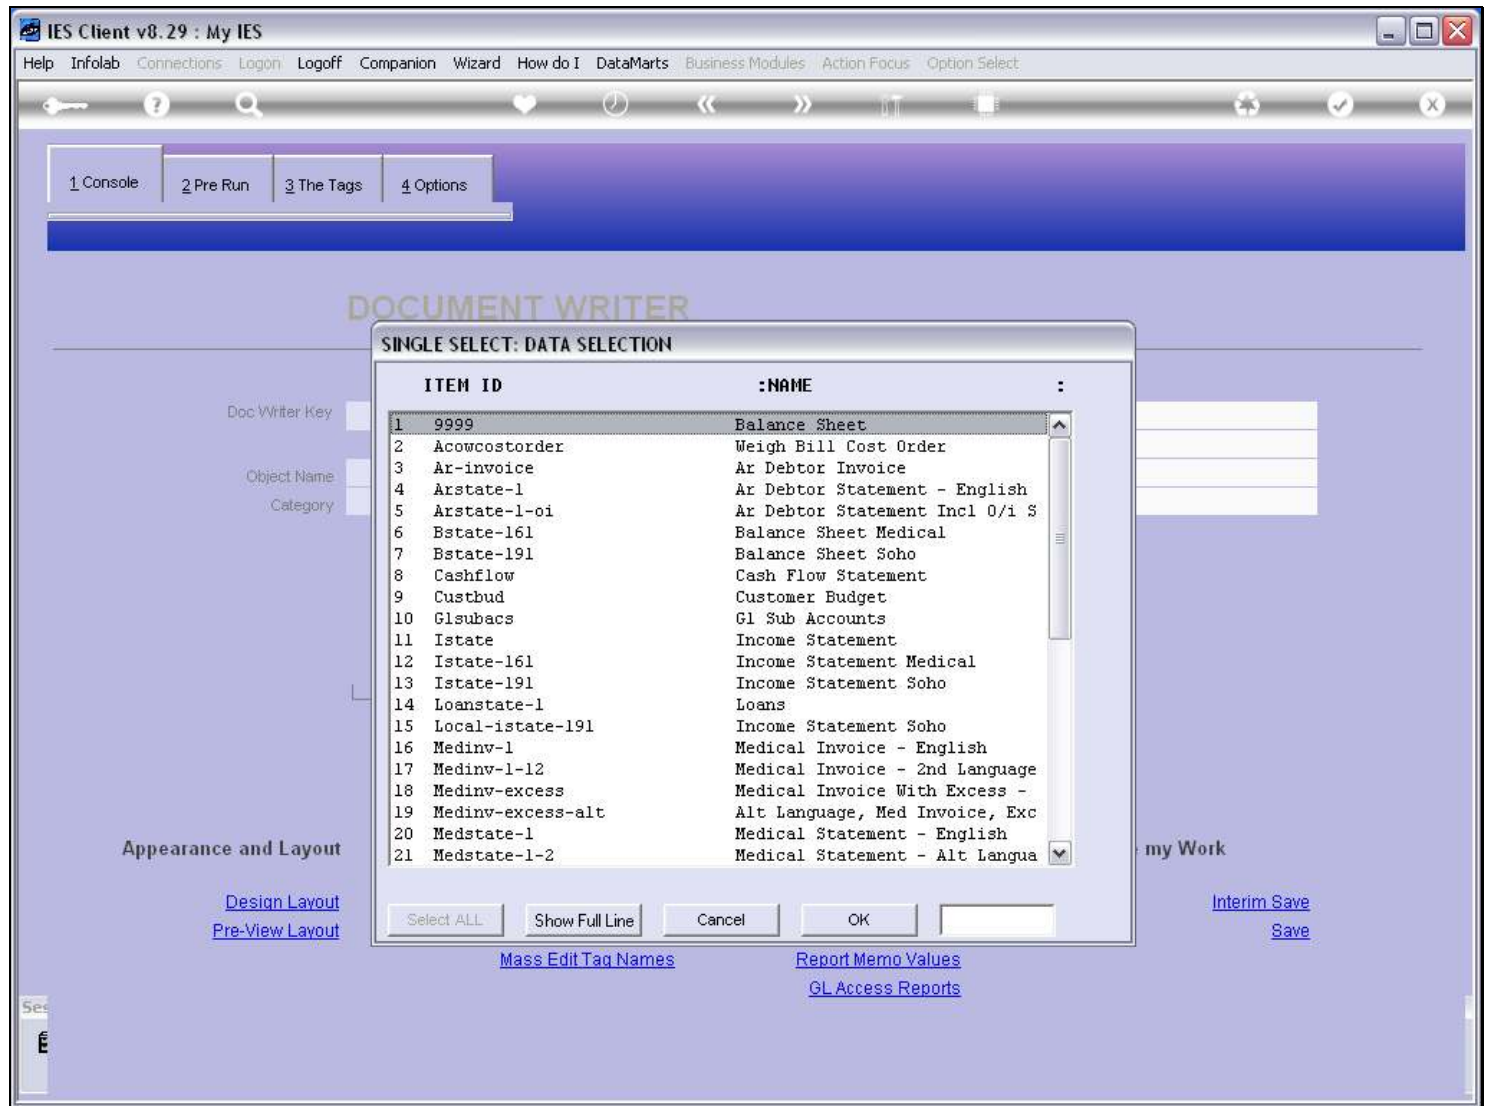 IES Client v8.29 : My IES
Help Infolab Connections Logon Logoff Companion Wizard How do I DataMarts Business Modules Action Focus Option Select
1 Console 2 Pre Run 3 The Tags 4 Options
DOCUMENT WRITER
SINGLE SELECT: DATA SELECTION
ITEM ID :NAME :
Doc Writer Key
Object Name
Category
1 9999 Balance Sheet
2 Acowcostorder Weigh Bill Cost Order
3 Ar-invoice Ar Debtor Invoice
4 Arstate-1 Ar Debtor Statement - English
5 Arstate-1-oi Ar Debtor Statement Incl O/i S
6 Bstate-161 Balance Sheet Medical
7 Bstate-191 Balance Sheet Soho
8 Cashflow Cash Flow Statement
9 Custbud Customer Budget
10 Glsubacs Gl Sub Accounts
11 Istate Income Statement
12 Istate-161 Income Statement Medical
13 Istate-191 Income Statement Soho
14 Loanstate-1 Loans
15 Local-istate-191 Income Statement Soho
16 Medinv-1 Medical Invoice - English
17 Medinv-1-12 Medical Invoice - 2nd Language
18 Medinv-excess Medical Invoice With Excess -
19 Medinv-excess-alt Alt Language, Med Invoice, Exc
20 Medstate-1 Medical Statement - English
21 Medstate-1-2 Medical Statement - Alt Langua
Select ALL Show Full Line Cancel OK
Appearance and Layout my Work
Design Layout Interim Save
Pre-View Layout Save
Mass Edit Tag Names Report Memo Values
GL Access Reports
Ses